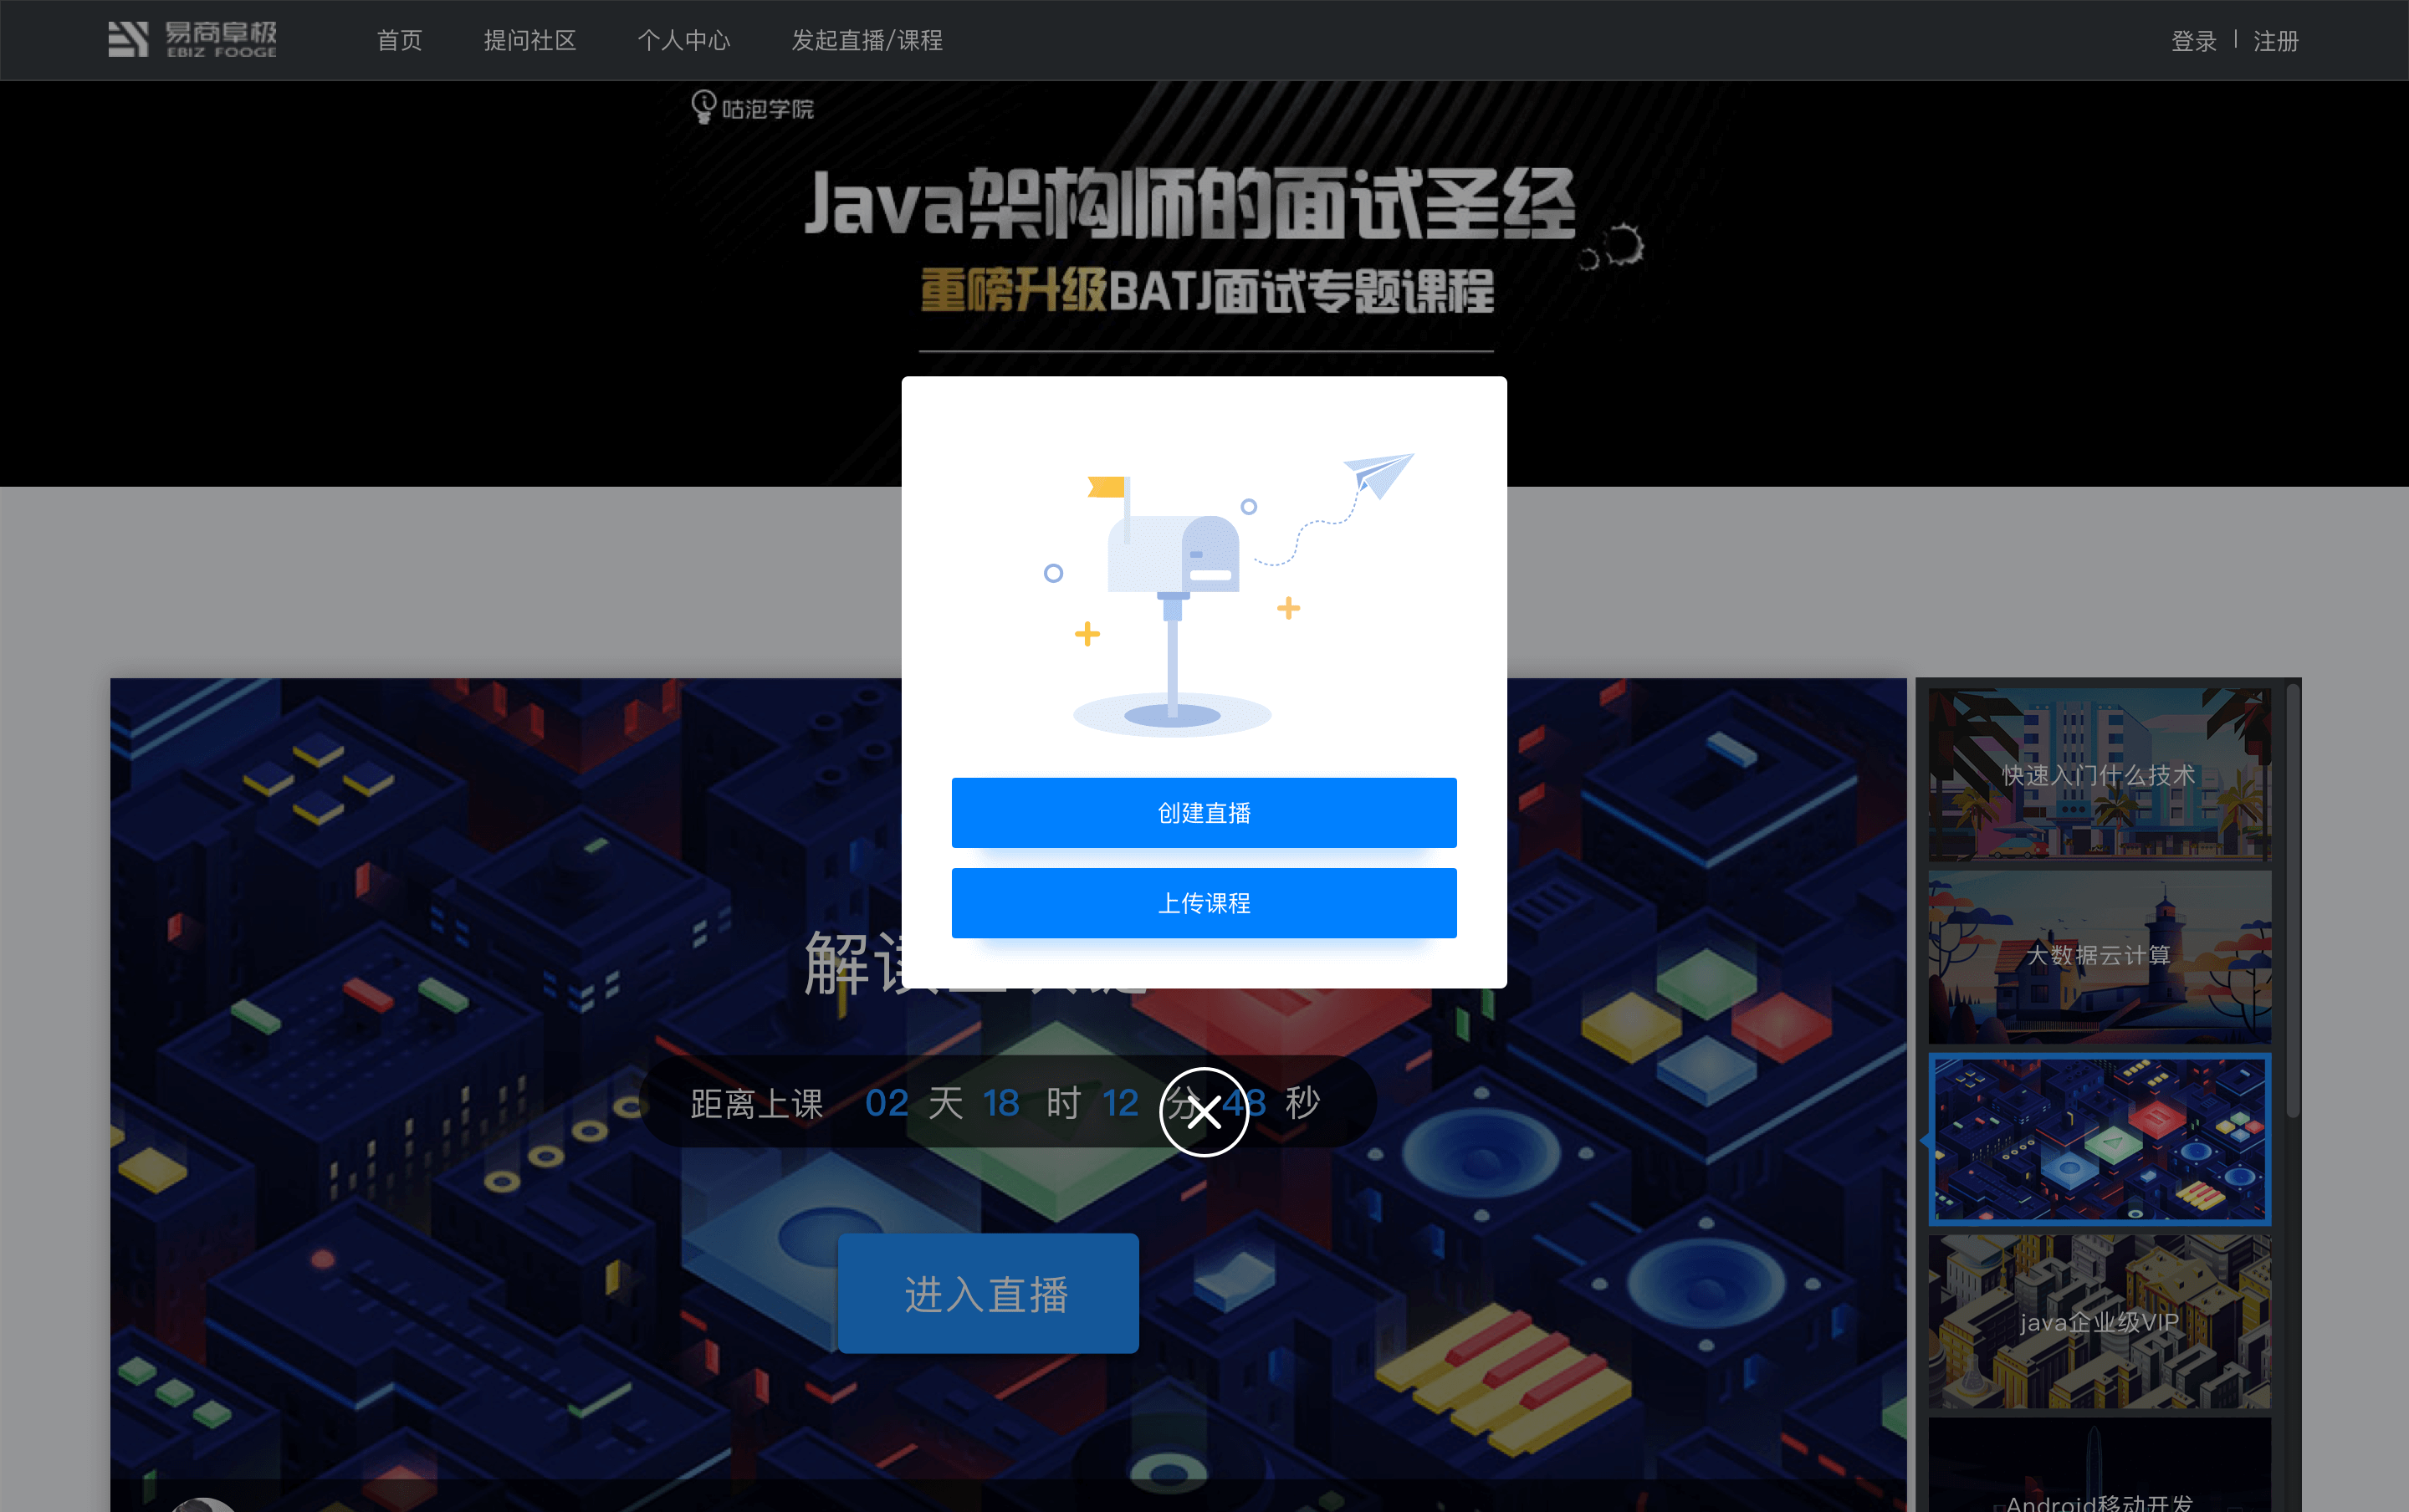 易商阜极
EBIZ FOOGE
首页
提问社区
个人中心
发起直播/课程
登录
注册
咕泡学院
Java架构师的面试圣经
重磅升级BATJ面试专题课程
创建直播
上传课程
解
距离上课 02 天 18 时 12 分 48 秒
进入直播
快速入门什么技术
大数据云计算
java企业级VIP
Android移动开发